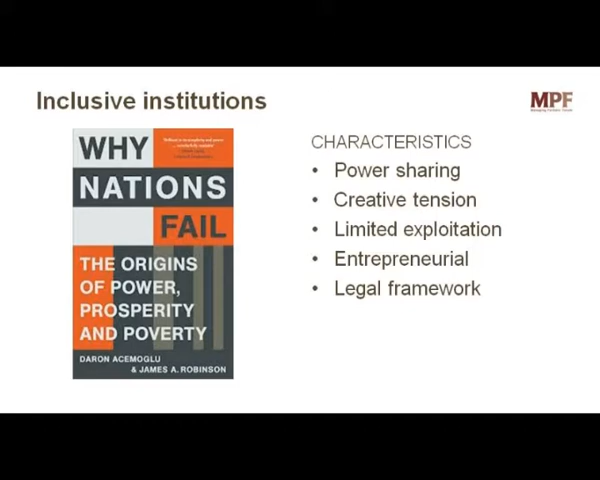 Inclusive institutions
MPF
WHY
NATIONS
FAIL
THE ORIGINS
OF POWER,
PROSPERITY
AND POVERTY
DARON ACEMOGLU
& JAMES A. ROBINSON
CHARACTERISTICS
• Power sharing
• Creative tension
• Limited exploitation
• Entrepreneurial
• Legal framework